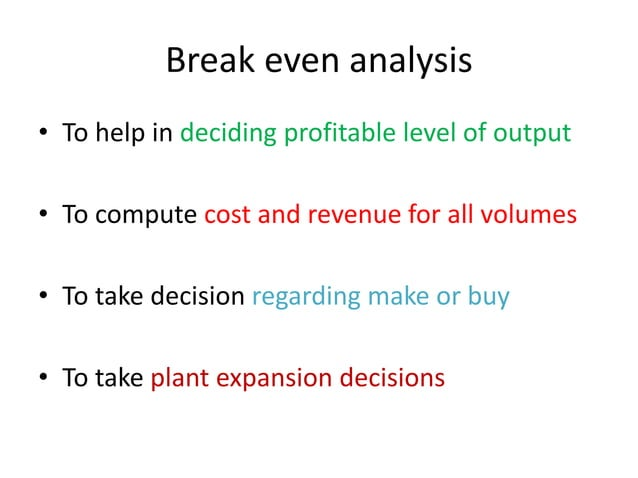 Break even analysis
• To help in deciding profitable level of output
• To compute cost and revenue for all volumes
• To take decision regarding make or buy
• To take plant expansion decisions